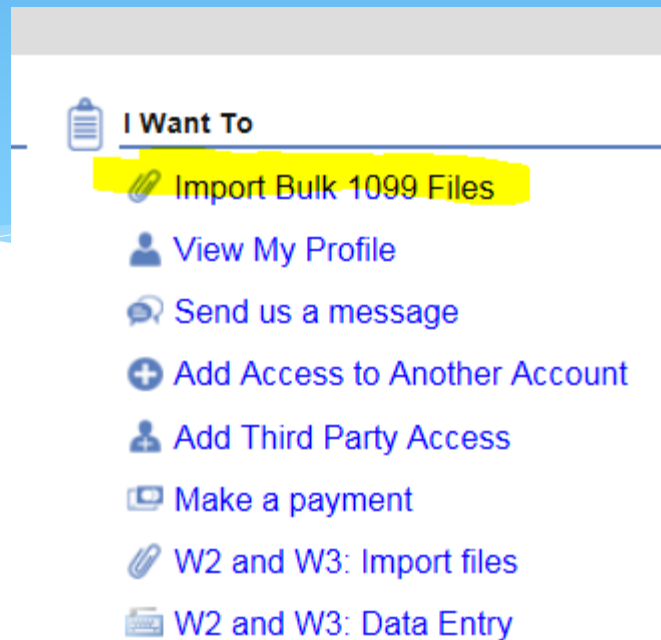 I Want To
Import Bulk 1099 Files
View My Profile
Send us a message
Add Access to Another Account
Add Third Party Access
Make a payment
W2 and W3: Import files
W2 and W3: Data Entry